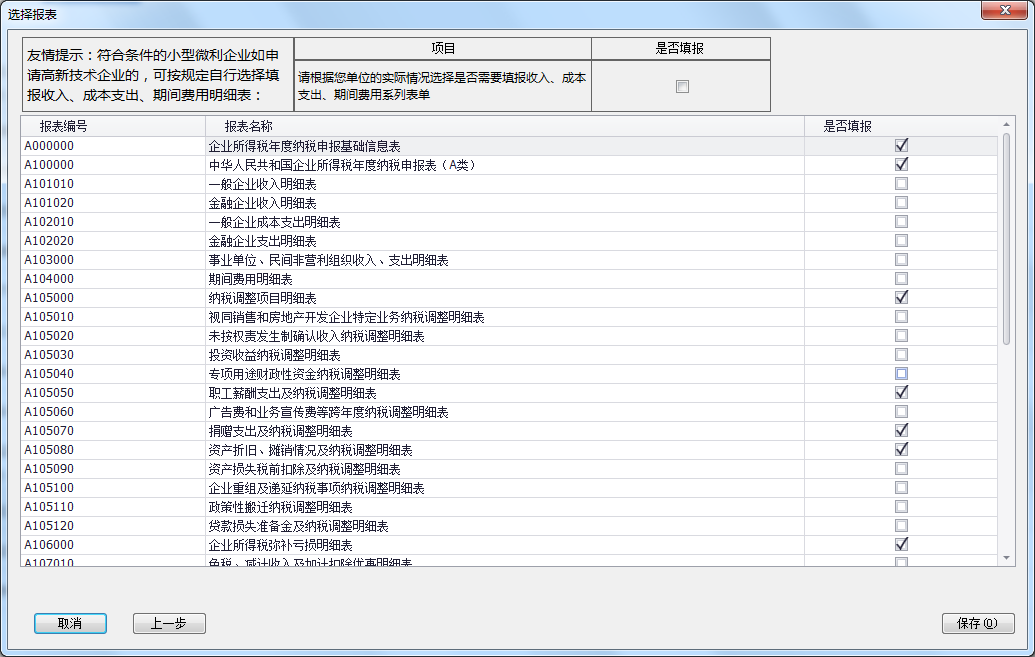 选择报表
友情提示：符合条件的小型微利企业如申
请高新技术企业的，可按规定自行选择填
报收入、成本支出、期间费用明细表：
项目 是否填报
请根据您单位的实际情况选择是否需要填报收入、成本
支出、期间费用系列表单
报表编号 报表名称 是否填报
A000000 企业所得税年度纳税申报基础信息表
A100000 中华人民共和国企业所得税年度纳税申报表（A类）
A101010 一般企业收入明细表
A101020 金融企业收入明细表
A102010 一般企业成本支出明细表
A102020 金融企业支出明细表
A103000 事业单位、民间非营利组织收入、支出明细表
A104000 期间费用明细表
A105000 纳税调整项目明细表
A105010 视同销售和房地产开发企业特定业务纳税调整明细表
A105020 未按权责发生制确认收入纳税调整明细表
A105030 投资收益纳税调整明细表
A105040 专项用途财政性资金纳税调整明细表
A105050 职工薪酬支出及纳税调整明细表
A105060 广告费和业务宣传费等跨年度纳税调整明细表
A105070 捐赠支出及纳税调整明细表
A105080 资产折旧、摊销情况及纳税调整明细表
A105090 资产损失税前扣除及纳税调整明细表
A105100 企业重组及递延纳税事项纳税调整明细表
A105110 政策性搬迁纳税调整明细表
A105120 贷款损失准备金及纳税调整明细表
A106000 企业所得税弥补亏损明细表
A107010 免税、减计收入及加计扣除优惠明细表
取消 上一步 保存(O)